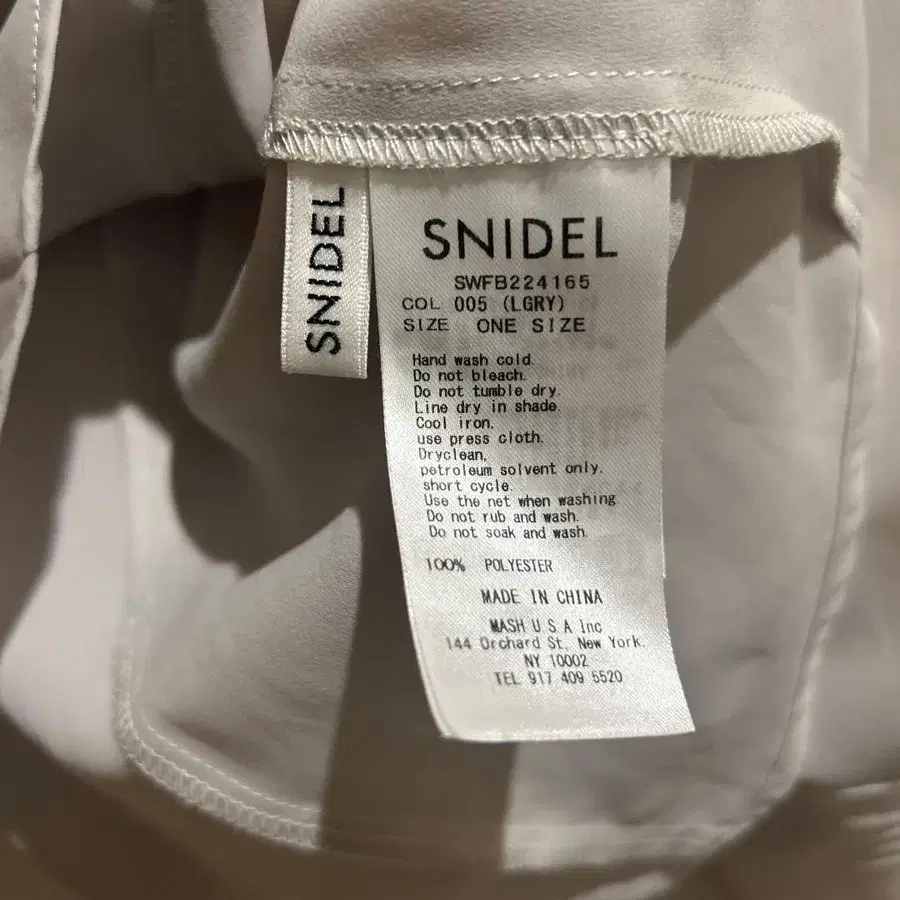 SNIDEL
SNIDEL
SWFB224165
COL 005 (LGRY)
SIZE ONE SIZE
Hand wash cold.
Do not bleach.
Do not tumble dry.
Line dry in shade.
Cool iron.
use press cloth.
Dryclean,
petroleum solvent only.
short cycle.
Use the net when washing.
Do not rub and wash.
Do not soak and wash.
100% POLYESTER
MADE IN CHINA
MASH U.S.A Inc
144 Orchard St, New York.
NY 10002
TEL 917 409 5520